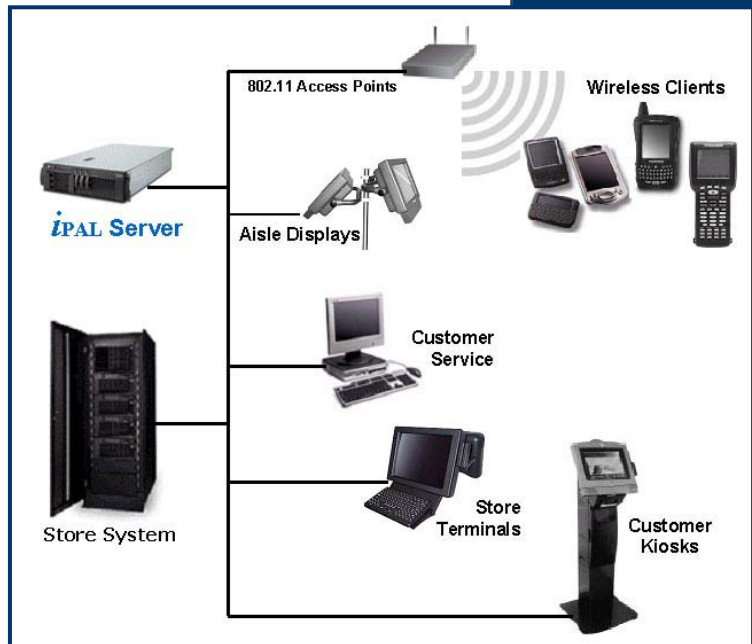 802.11 Access Points
Wireless Clients
iPAL Server
Aisle Displays
Customer
Service
Store System
Store
Terminals
Customer
Kiosks